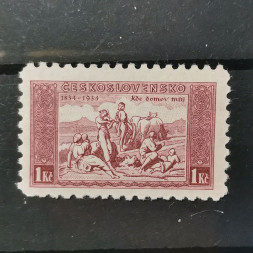 ČESKOSLOVENSKO
1834-1934 Kde domov můj
1 Kč 1 Kč